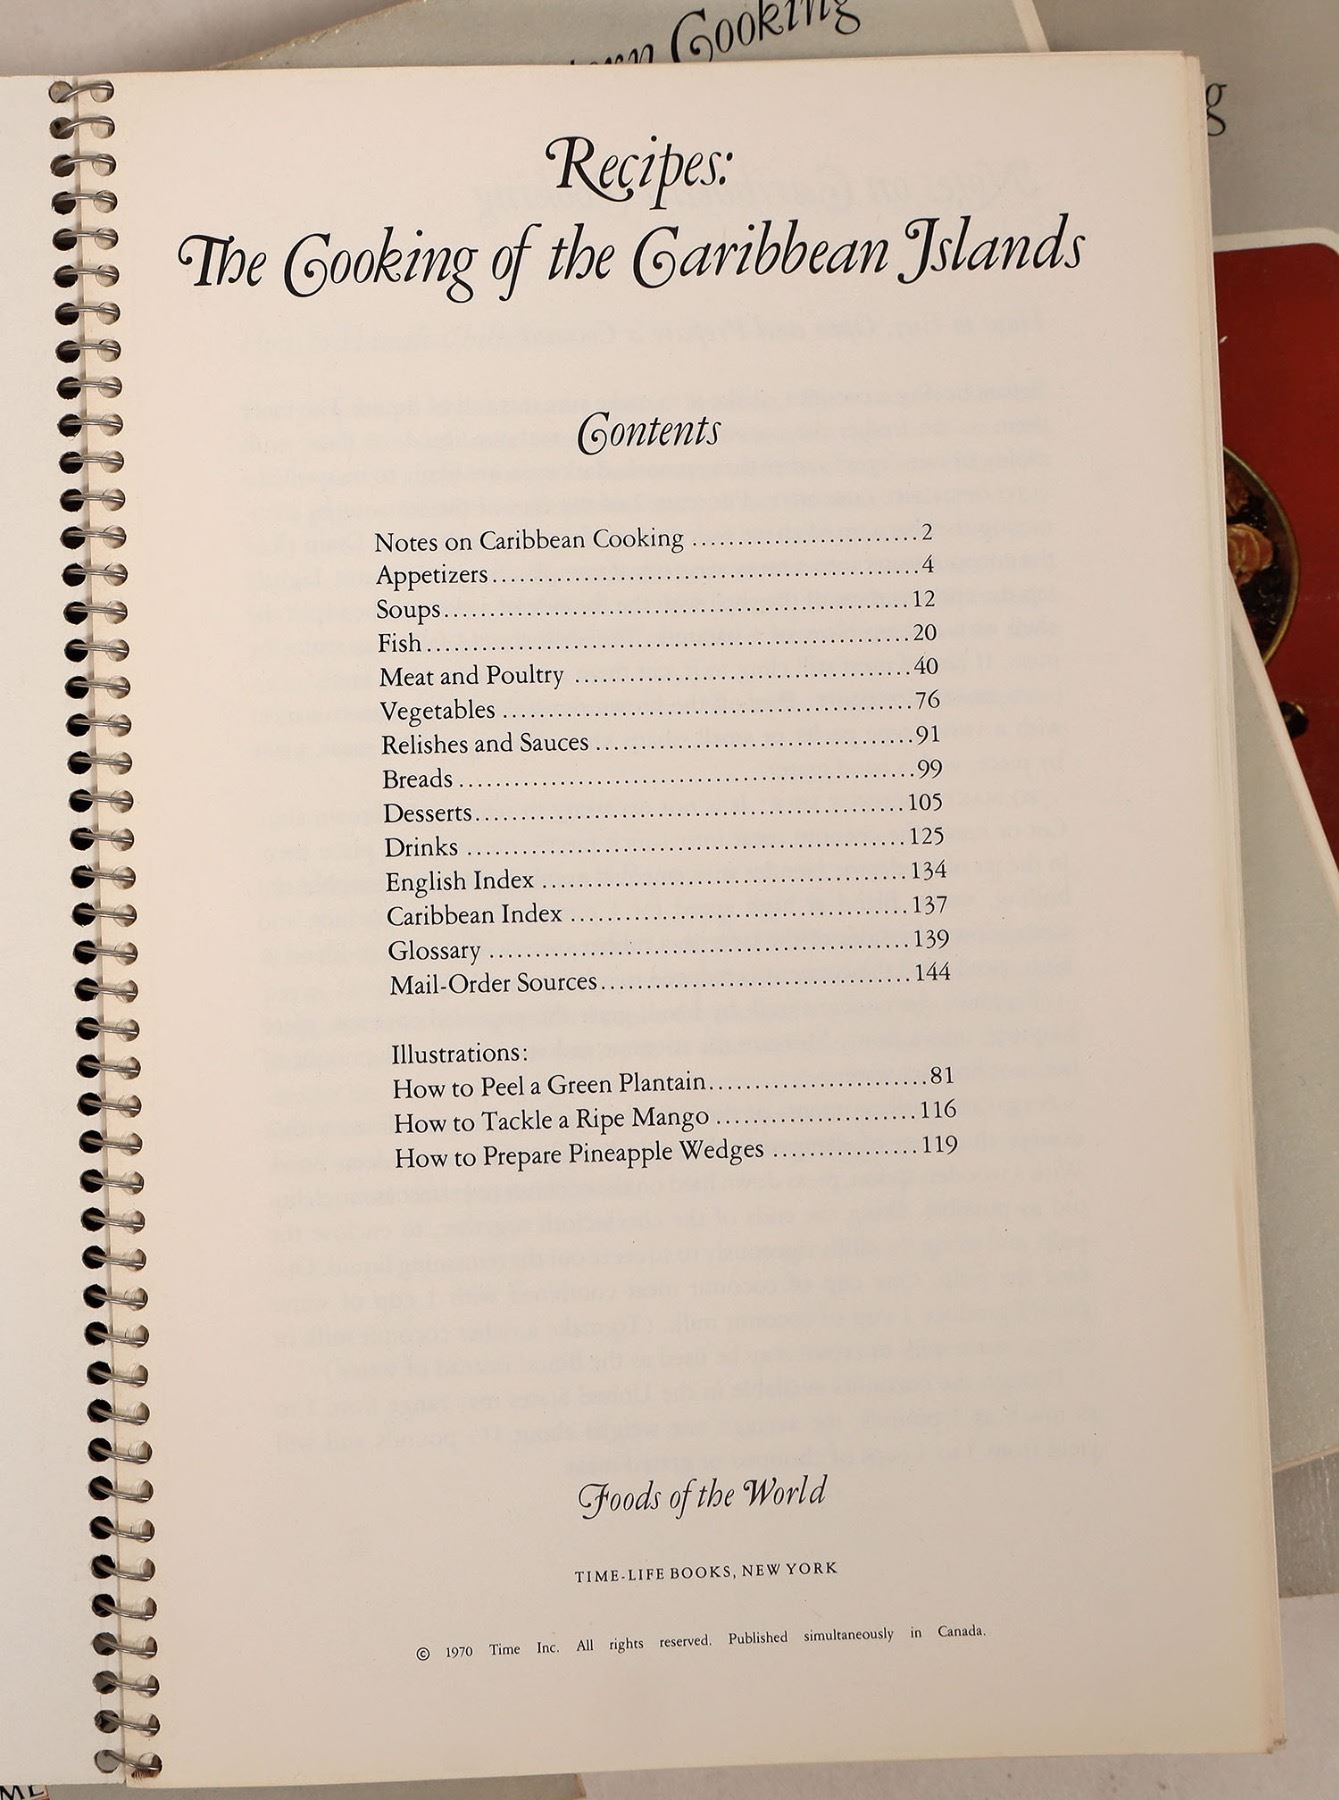 Cooking
g
Recipes:
The Cooking of the Caribbean Islands
Contents
Notes on Caribbean Cooking .........................2
Appetizers...............................................4
Soups....................................................12
Fish......................................................20
Meat and Poultry .....................................40
Vegetables ..............................................76
Relishes and Sauces ...................................91
Breads ...................................................99
Desserts................................................105
Drinks .................................................125
English Index .........................................134
Caribbean Index ......................................137
Glossary ...............................................139
Mail-Order Sources...................................144
Illustrations:
How to Peel a Green Plantain........................81
How to Tackle a Ripe Mango ......................116
How to Prepare Pineapple Wedges ................119
Foods of the World
TIME-LIFE BOOKS, NEW YORK
© 1970 Time Inc. All rights reserved. Published simultaneously in Canada.